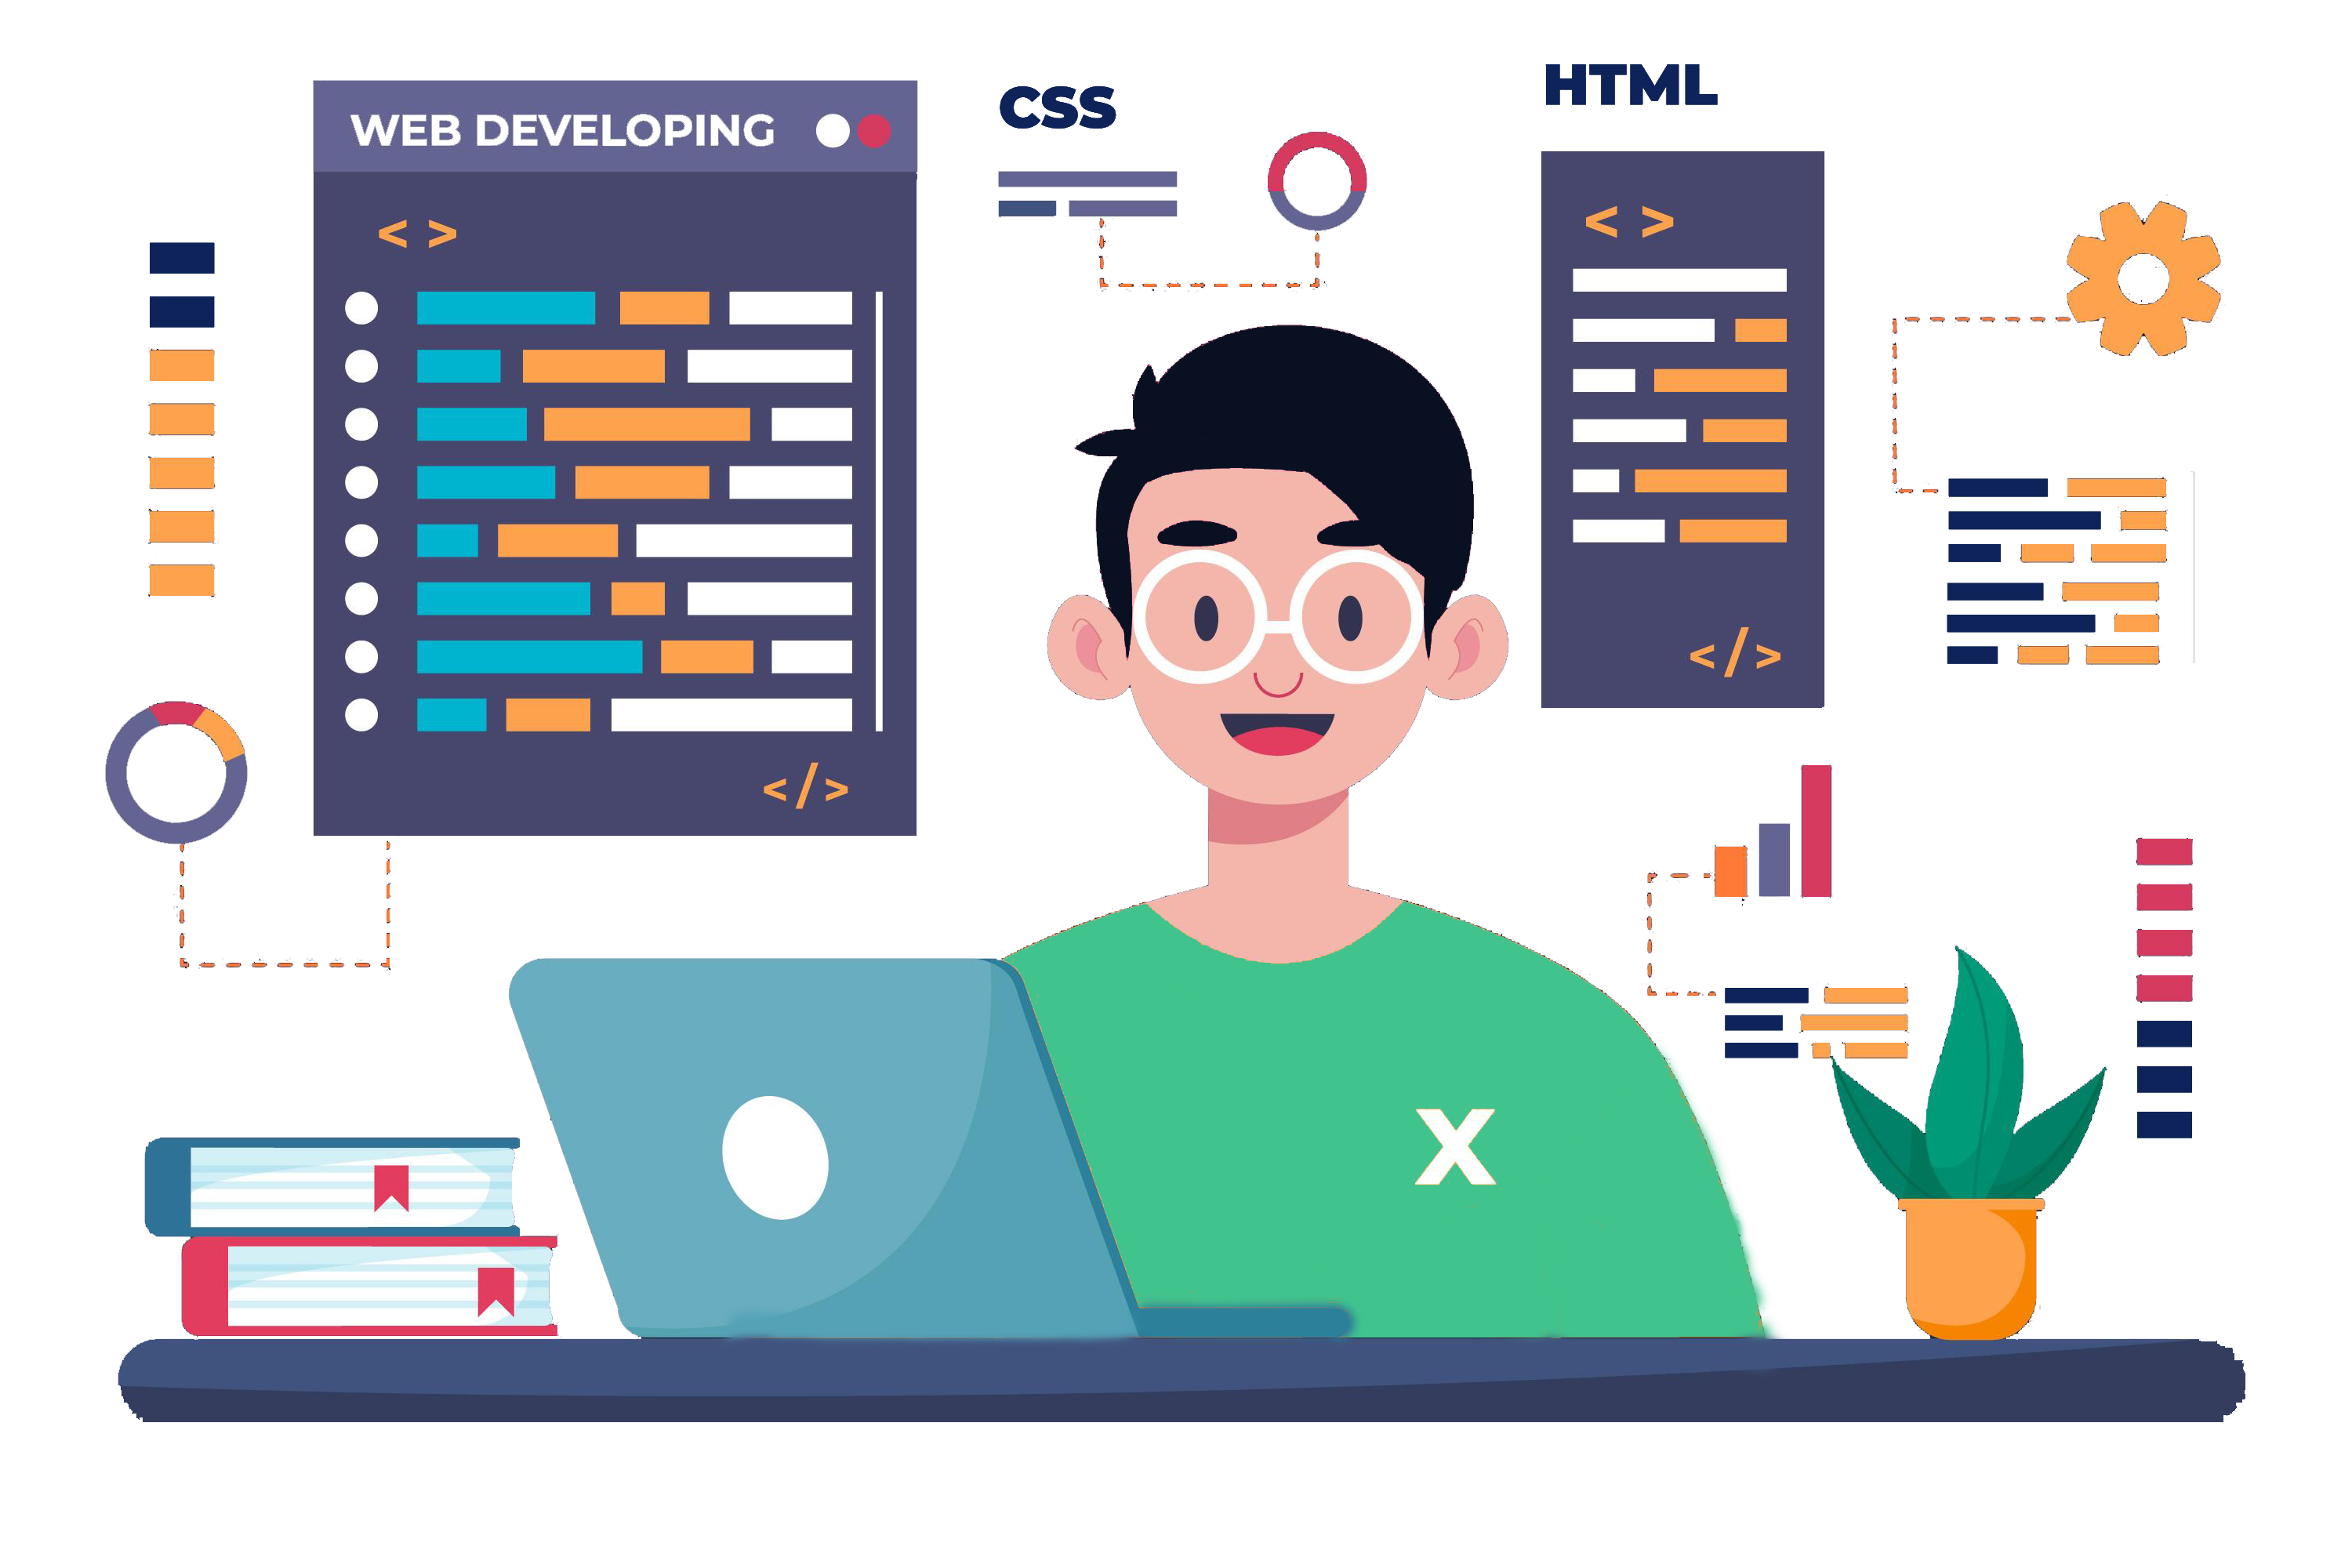 WEB DEVELOPING
CSS
HTML
< >
< >
</>
</>
X